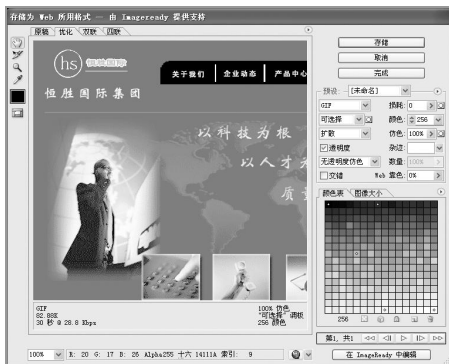 存储为 Web 所用格式 — 由 Imageready 提供支持
原稿 优化 双联 四联
hs 恒胜国际
关于我们 企业动态 产品中心
恒胜国际集团
以科技为根
以人才为
质
GIF
82.88K
30 秒 @ 28.8 Kbps
100% 仿色
"可选择" 调板
256 颜色
100% R: 20 G: 17 B: 26 Alpha255 十六 14111A 索引: 9
存储
取消
完成
预设: [未命名]
GIF 损耗: 0
可选择 颜色: 256
扩散 仿色: 100%
透明度 杂边:
无透明度仿色 数量: 100%
交错 Web 靠色: 0%
颜色表 图像大小
256
第1, 共1
在 ImageReady 中编辑